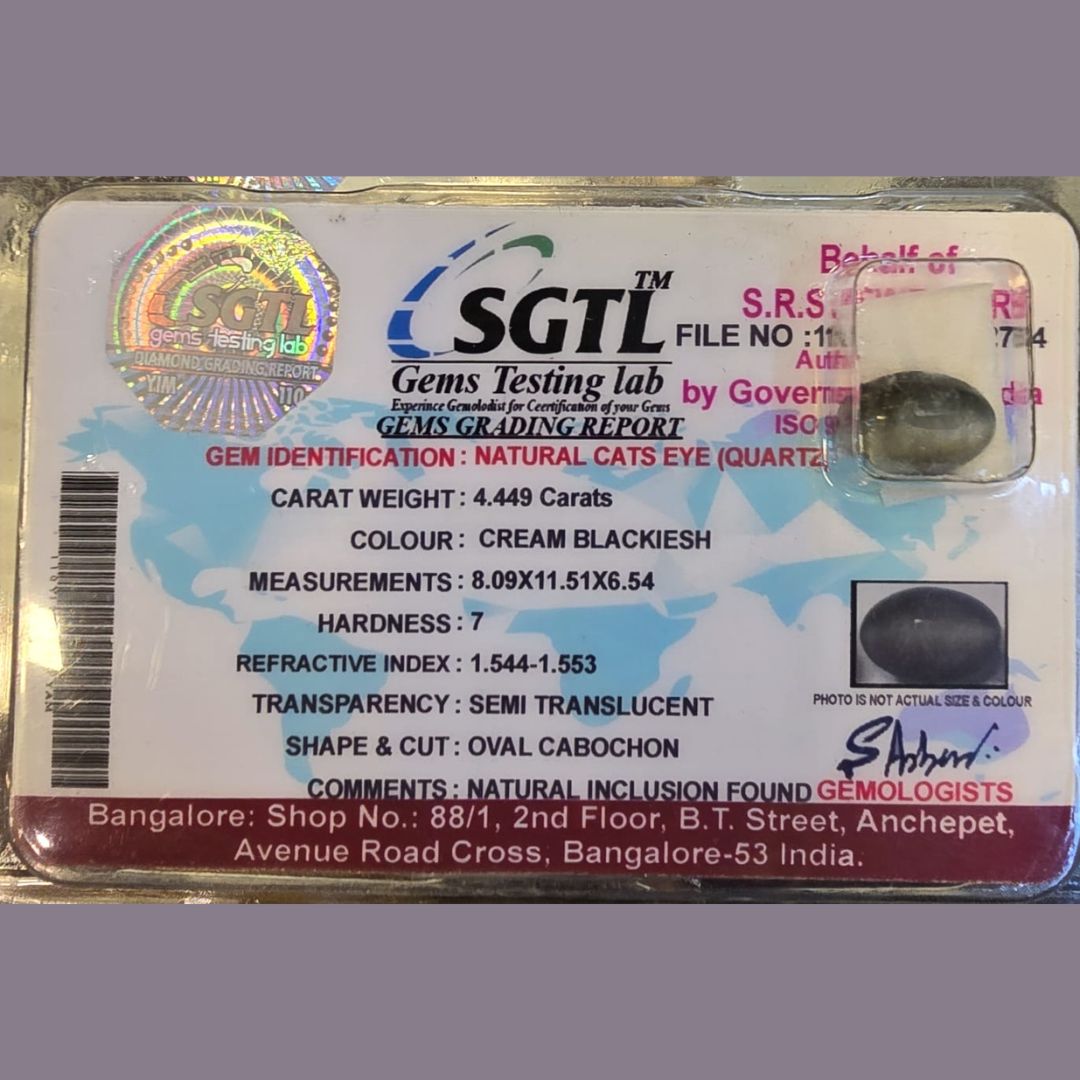 SGTL
gems Testing lab
DIAMOND GRADING REPORT
SGTL™
Gems Testing lab
Experince Gemolodist for Ceertification of your Gems
GEMS GRADING REPORT
Behalf of
S.R.S
FILE NO :
by
ISO
GEM IDENTIFICATION : NATURAL CATS EYE (QUARTZ
CARAT WEIGHT : 4.449 Carats
COLOUR : CREAM BLACKIESH
MEASUREMENTS : 8.09X11.51X6.54
HARDNESS : 7
REFRACTIVE INDEX : 1.544-1.553
TRANSPARENCY : SEMI TRANSLUCENT
SHAPE & CUT : OVAL CABOCHON
COMMENTS : NATURAL INCLUSION FOUND
PHOTO IS NOT ACTUAL SIZE & COLOUR
GEMOLOGISTS
Bangalore: Shop No.: 88/1, 2nd Floor, B.T. Street, Anchepet,
Avenue Road Cross, Bangalore-53 India.